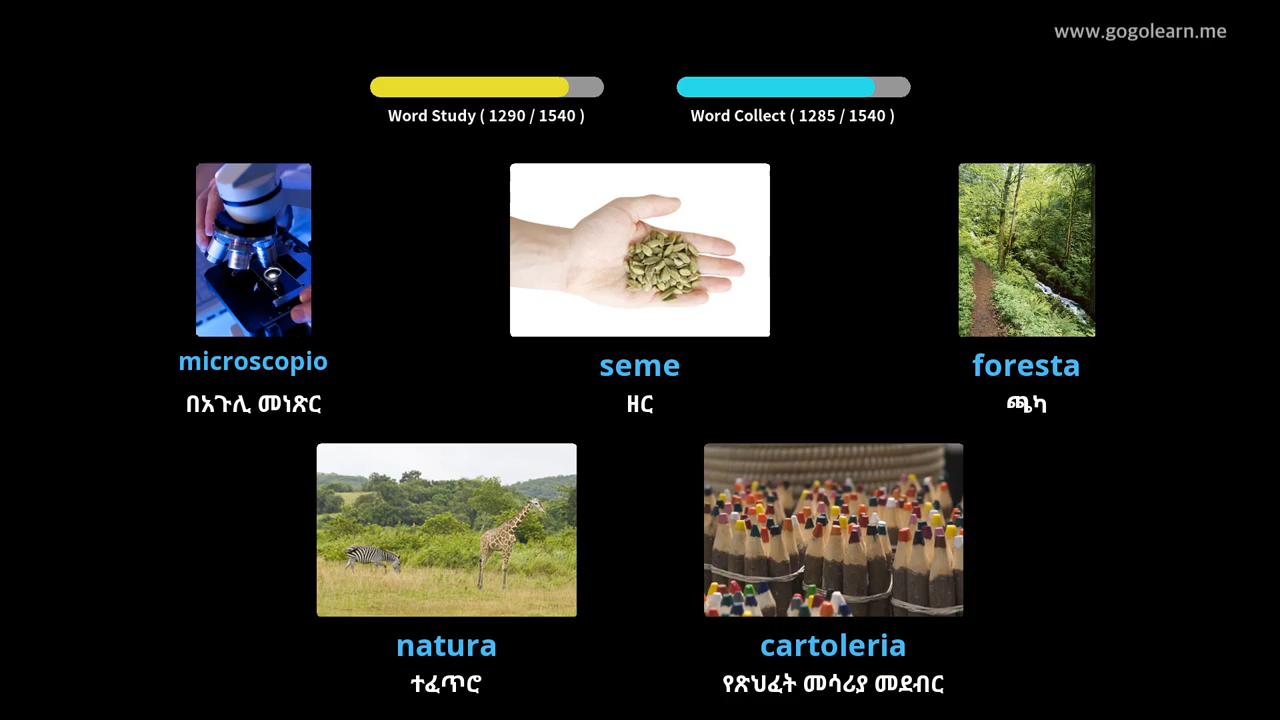 www.gogolearn.me
Word Study ( 1290 / 1540 )
Word Collect ( 1285 / 1540 )
microscopio
በአጉሊ መነጽር
seme
ዘር
foresta
ጫካ
natura
ተፈጥሮ
cartoleria
የጽህፈት መሳሪያ መደብር